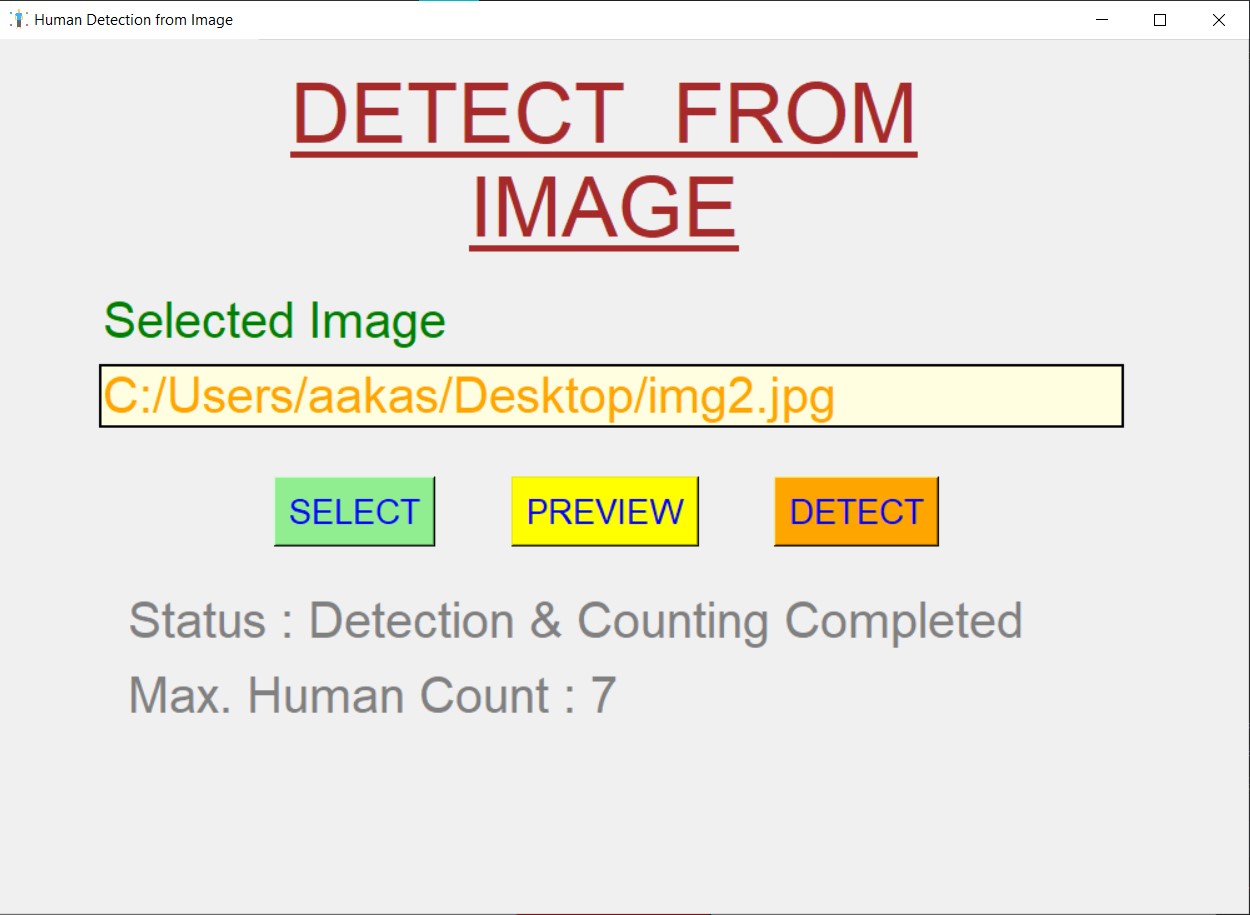 Human Detection from Image
DETECT FROM
IMAGE
Selected Image
C:/Users/aakas/Desktop/img2.jpg
SELECT PREVIEW DETECT
Status : Detection & Counting Completed
Max. Human Count : 7